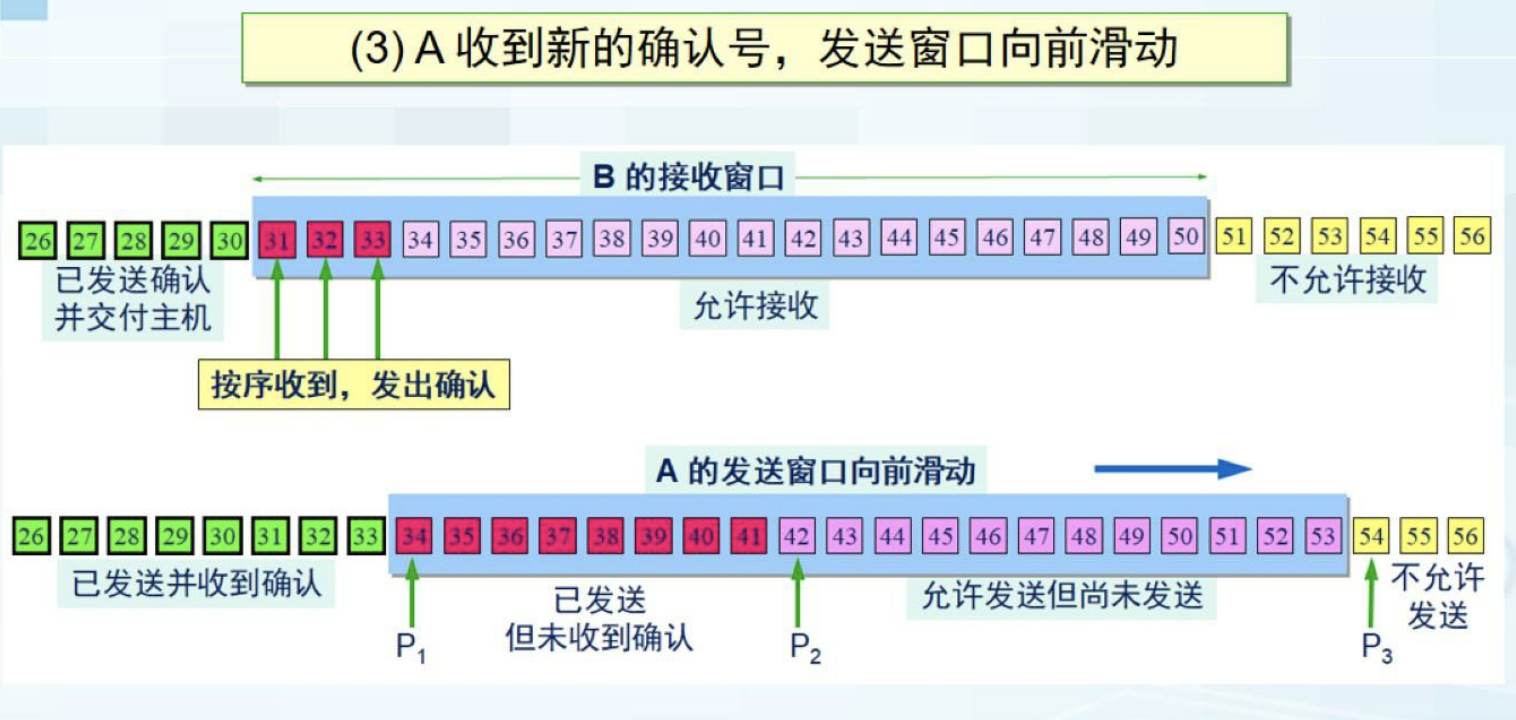 (3) A 收到新的确认号，发送窗口向前滑动
B 的接收窗口
26 27 28 29 30 31 32 33 34 35 36 37 38 39 40 41 42 43 44 45 46 47 48 49 50 51 52 53 54 55 56
已发送确认
并交付主机
允许接收
不允许接收
按序收到，发出确认
A 的发送窗口向前滑动
26 27 28 29 30 31 32 33 34 35 36 37 38 39 40 41 42 43 44 45 46 47 48 49 50 51 52 53 54 55 56
已发送并收到确认
已发送
但未收到确认
允许发送但尚未发送
不允许
发送
P1
P2
P3